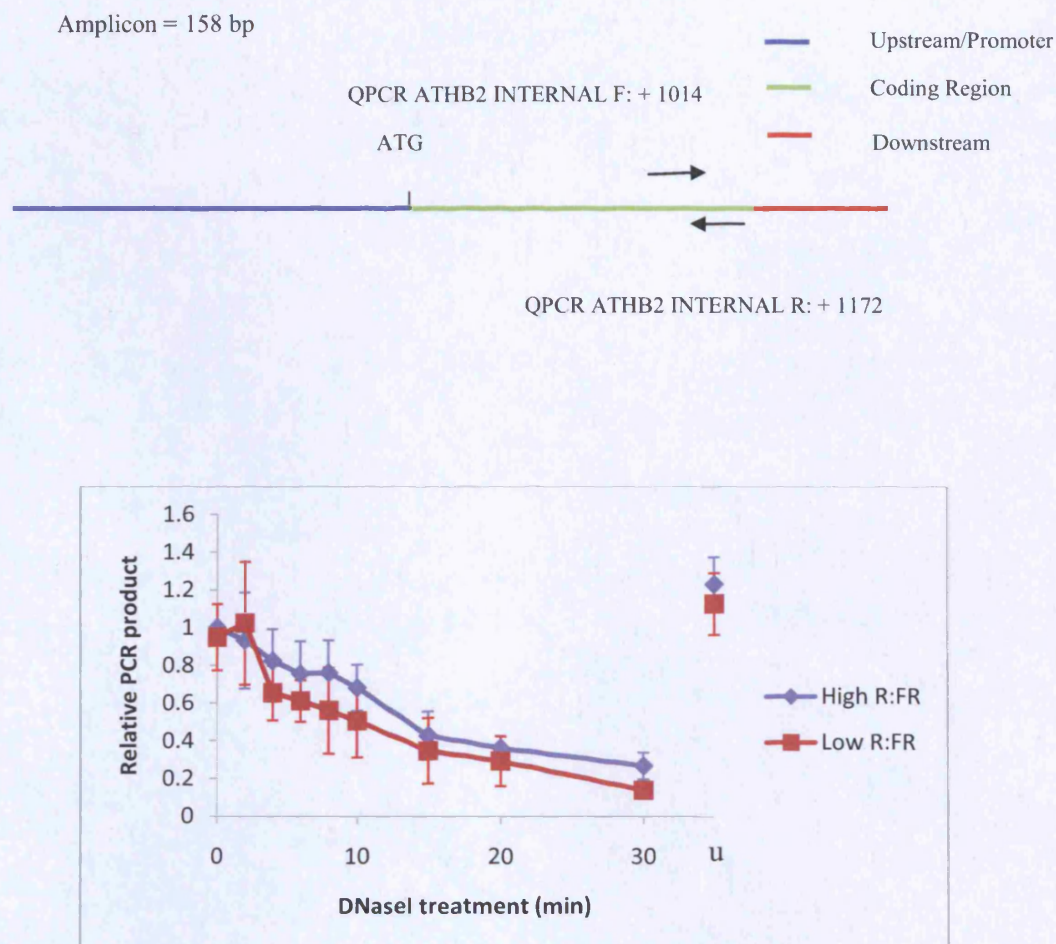 Amplicon = 158 bp
Upstream/Promoter
QPCR ATHB2 INTERNAL F: + 1014
Coding Region
ATG
Downstream
QPCR ATHB2 INTERNAL R: + 1172
1.6
1.4
1.2
1
0.8
0.6
0.4
0.2
0
Relative PCR product
High R:FR
Low R:FR
0 10 20 30 u
DNaseI treatment (min)